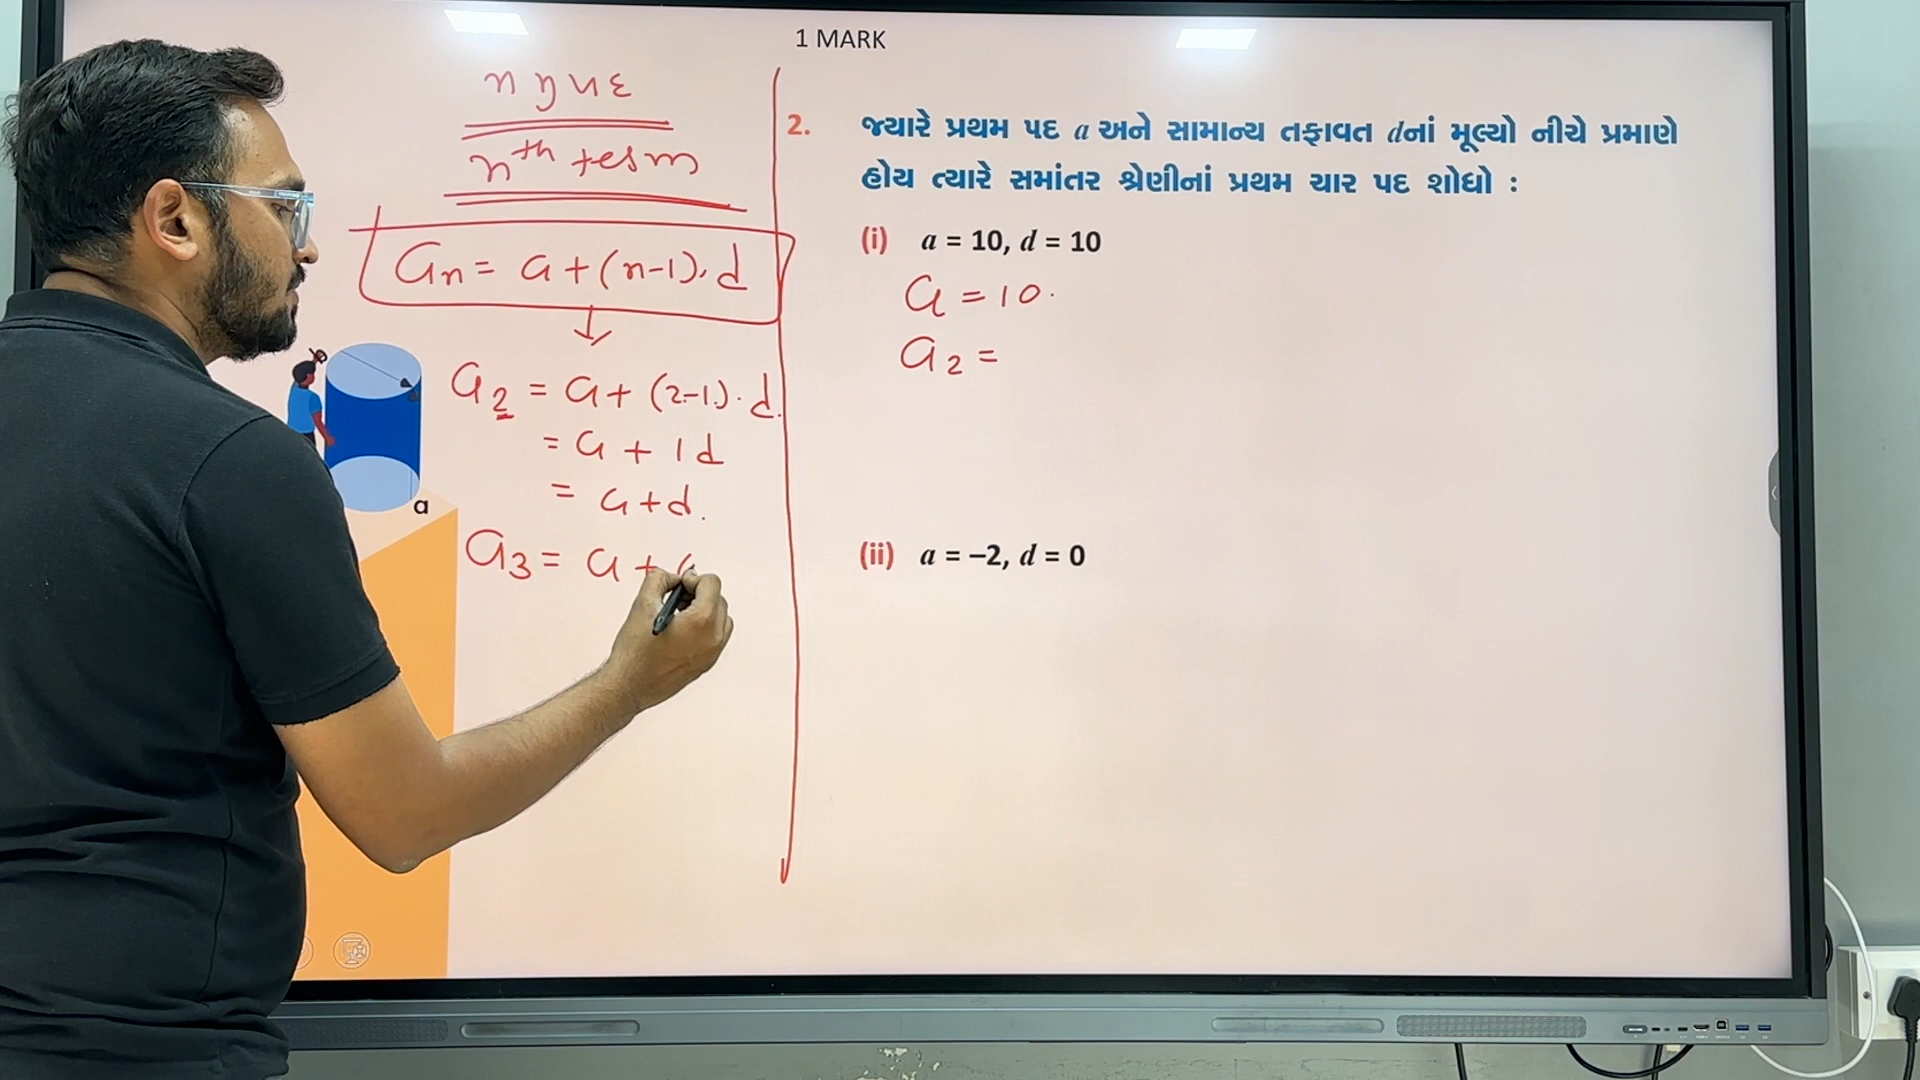 1 MARK
n મુ પદ
nth term
an = a + (n-1). d
a2 = a + (2-1) . d.
= a + 1d
= a + d.
a3 = a +
a
2. જ્યારે પ્રથમ પદ a અને સામાન્ય તફાવત dનાં મૂલ્યો નીચે પ્રમાણે
હોય ત્યારે સમાંતર શ્રેણીનાં પ્રથમ ચાર પદ શોધો :
(i) a = 10, d = 10
a = 10.
a2 =
(ii) a = –2, d = 0